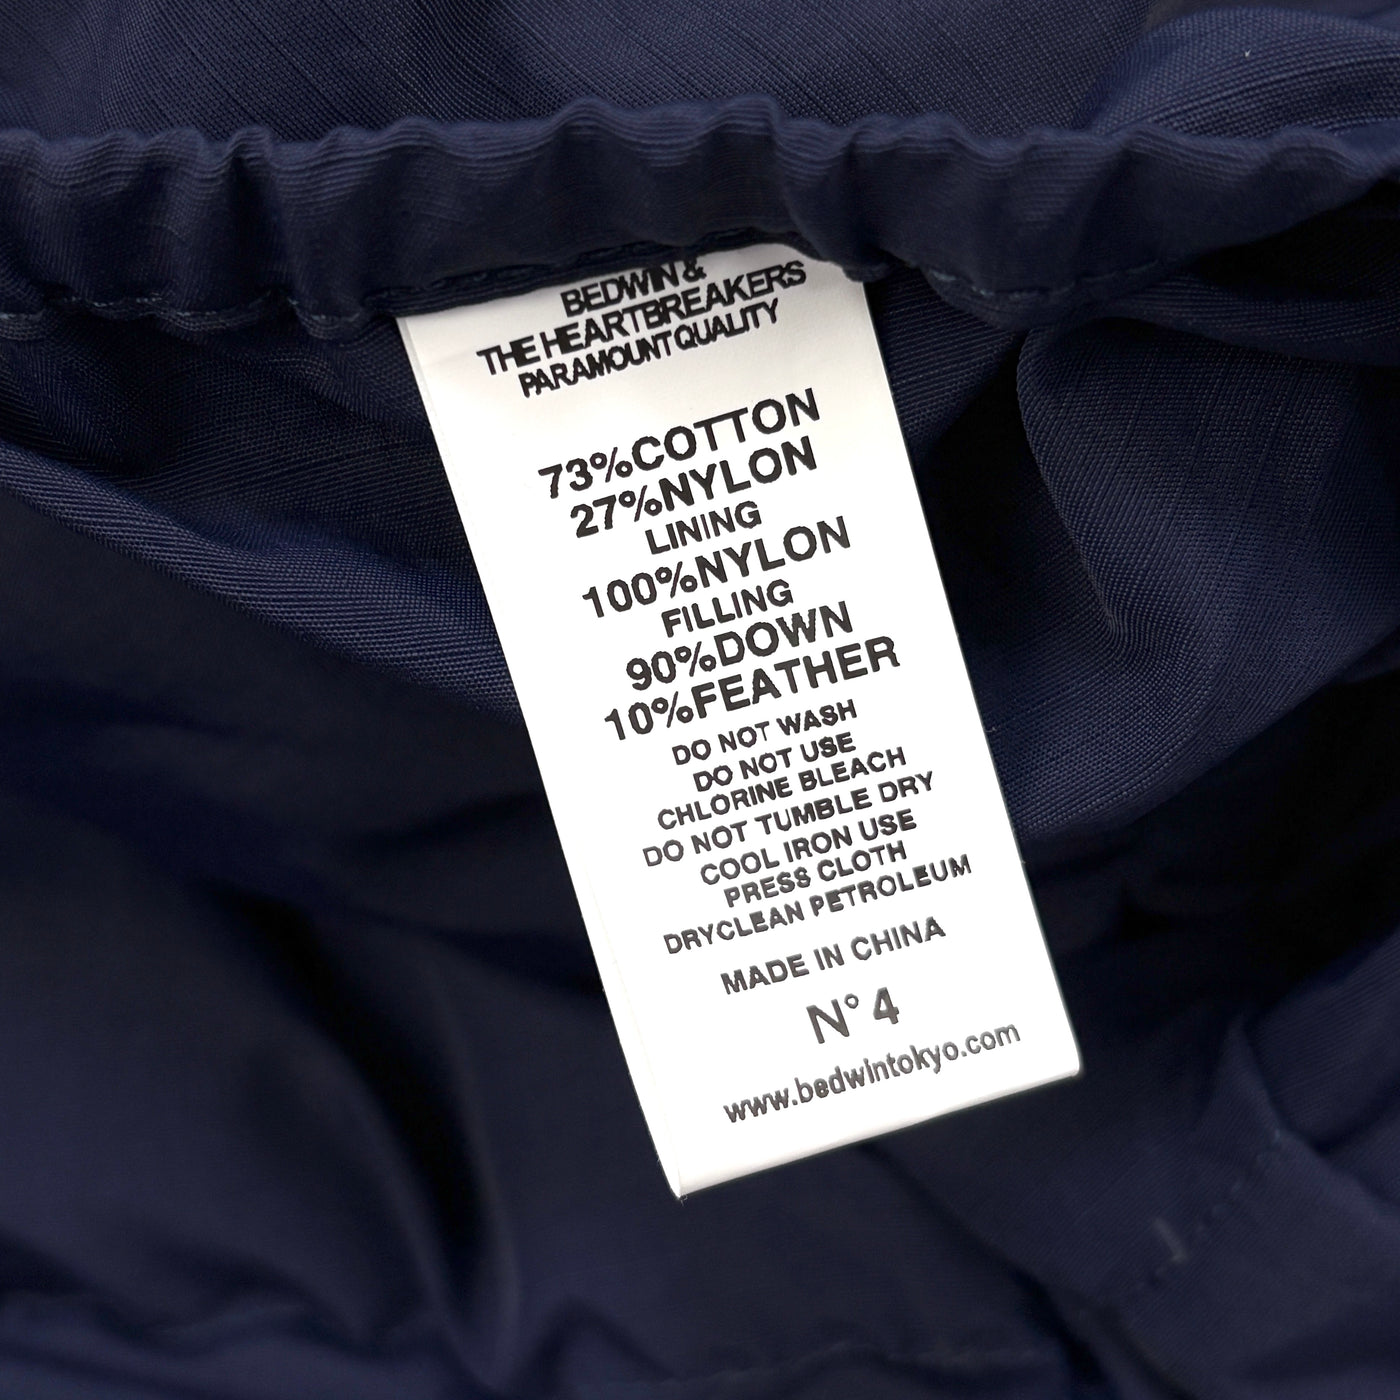 BEDWIN &
THE HEARTBREAKERS
PARAMOUNT QUALITY
73%COTTON
27%NYLON
LINING
100%NYLON
FILLING
90%DOWN
10%FEATHER
DO NOT WASH
DO NOT USE
CHLORINE BLEACH
DO NOT TUMBLE DRY
COOL IRON USE
PRESS CLOTH
DRYCLEAN PETROLEUM
MADE IN CHINA
N° 4
www.bedwintokyo.com